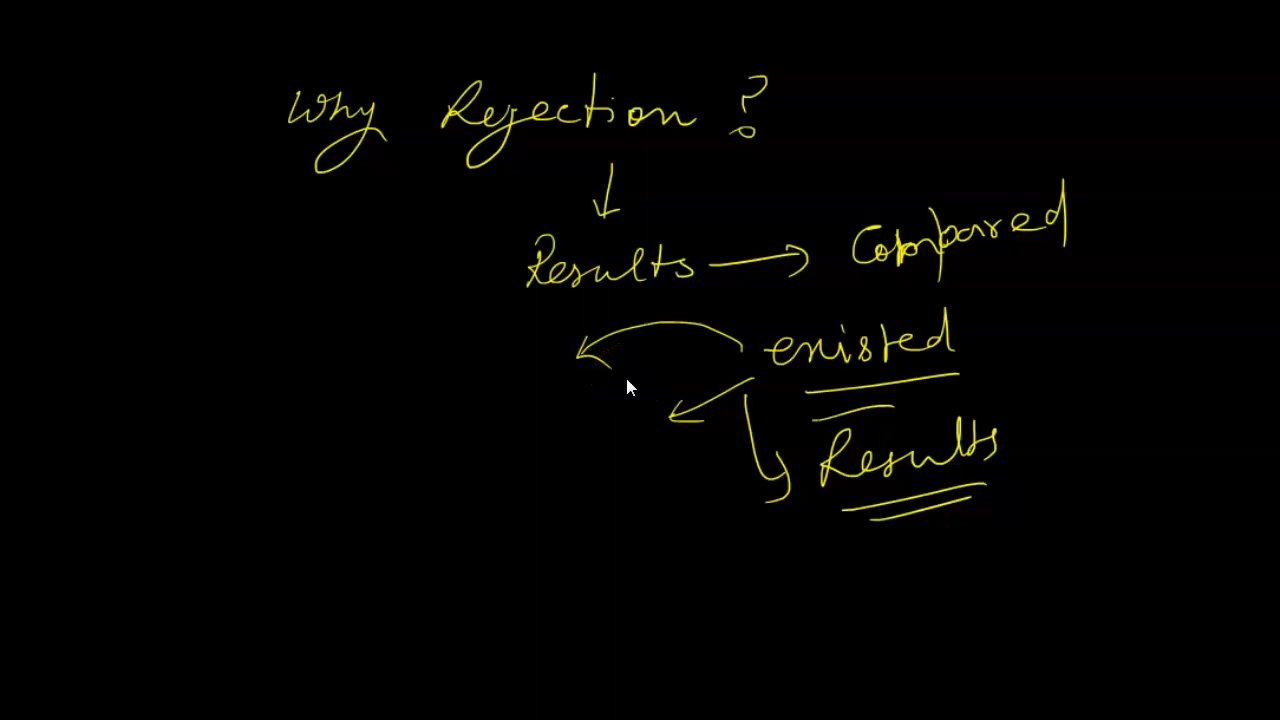 Why Rejection ?
Results → Compared
existed
Results